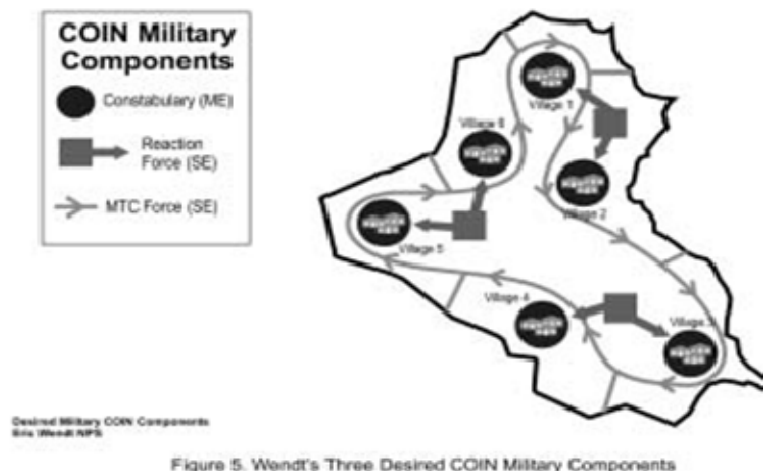 COIN Military
Components
Constabulary (ME)
Reaction
Force (SE)
MTC Force (SE)
Village 1
Village 6
Village 2
Village 5
Village 4
Village 3
Desired Military COIN Components
Eric Wendt NPS
Figure 5. Wendt's Three Desired COIN Military Components